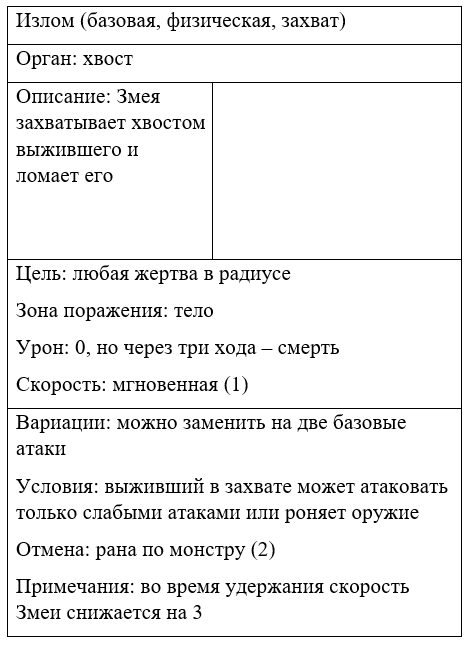 Излом (базовая, физическая, захват)
Орган: хвост
Описание: Змея
захватывает хвостом
выжившего и
ломает его
Цель: любая жертва в радиусе
Зона поражения: тело
Урон: 0, но через три хода – смерть
Скорость: мгновенная (1)
Вариации: можно заменить на две базовые
атаки
Условия: выживший в захвате может атаковать
только слабыми атаками или роняет оружие
Отмена: рана по монстру (2)
Примечания: во время удержания скорость
Змеи снижается на 3